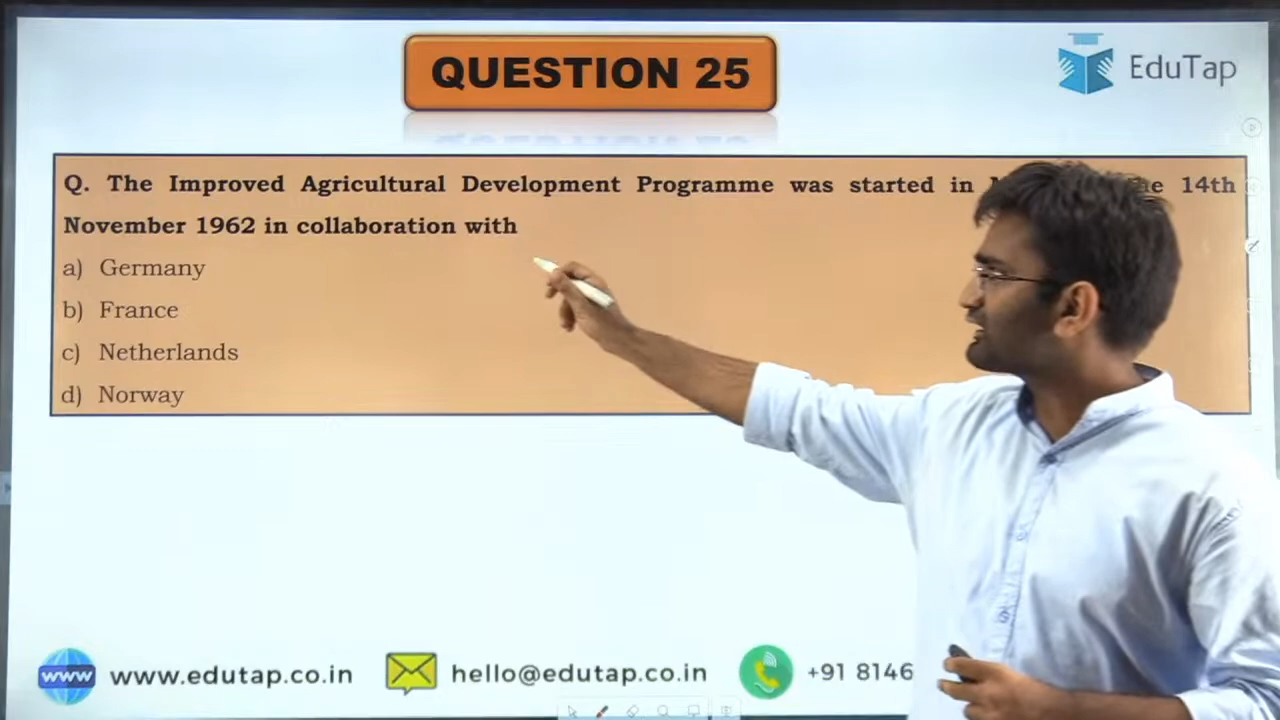 QUESTION 25
EduTap
Q. The Improved Agricultural Development Programme was started in 14th
November 1962 in collaboration with
a) Germany
b) France
c) Netherlands
d) Norway
www
www.edutap.co.in
hello@edutap.co.in
+91 8146